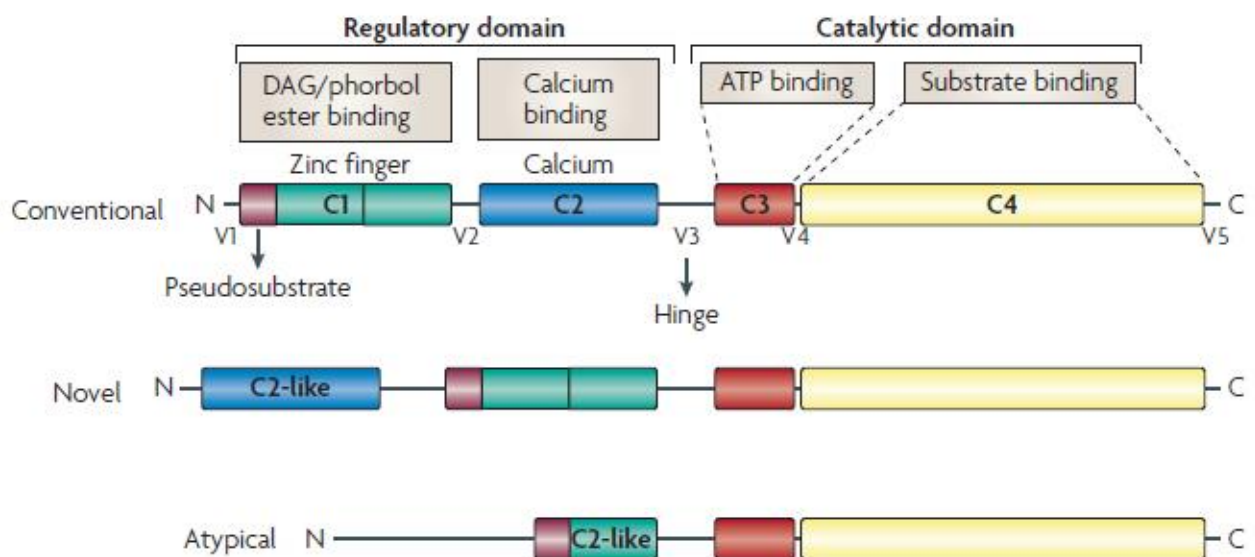 Regulatory domain
Catalytic domain
DAG/phorbol
ester binding
Calcium
binding
ATP binding
Substrate binding
Zinc finger
Calcium
Conventional
N
C1
C2
C3
C4
C
V1
V2
V3
V4
V5
Pseudosubstrate
Hinge
Novel
N
C2-like
C
Atypical
N
C2-like
C